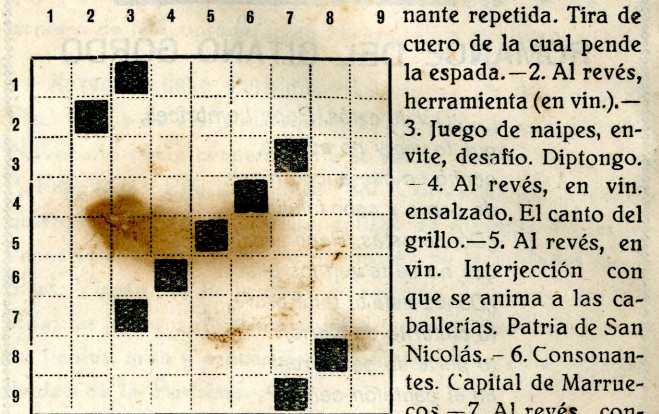 1 2 3 4 5 6 7 8 9
1
2
3
4
5
6
7
8
9
nante repetida. Tira de
cuero de la cual pende
la espada.—2. Al revés,
herramienta (en vin.).—
3. Juego de naipes, en-
vite, desafío. Diptongo.
—4. Al revés, en vin.
ensalzado. El canto del
grillo.—5. Al revés, en
vin. Interjección con
que se anima a las ca-
ballerías. Patria de San
Nicolás.–6. Consonan-
tes. Capital de Marrue-
cos.—7. Al revés, con-